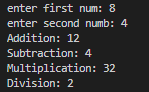 enter first num: 8
enter second numb: 4
Addition: 12
Subtraction: 4
Multiplication: 32
Division: 2